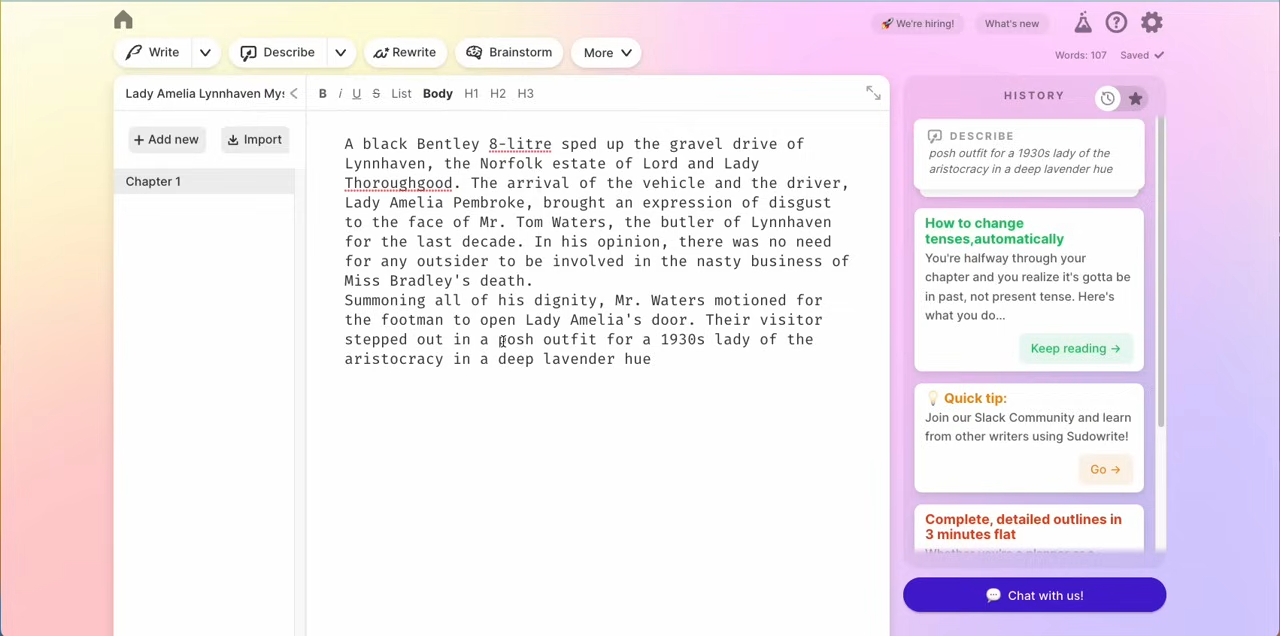 🚀 We're hiring!
What's new
Write
Describe
Rewrite
Brainstorm
More
Words: 107
Saved
Lady Amelia Lynnhaven Mys
B i U S List Body H1 H2 H3
+ Add new
Import
Chapter 1
A black Bentley 8-litre sped up the gravel drive of
Lynnhaven, the Norfolk estate of Lord and Lady
Thoroughgood. The arrival of the vehicle and the driver,
Lady Amelia Pembroke, brought an expression of disgust
to the face of Mr. Tom Waters, the butler of Lynnhaven
for the last decade. In his opinion, there was no need
for any outsider to be involved in the nasty business of
Miss Bradley's death.
Summoning all of his dignity, Mr. Waters motioned for
the footman to open Lady Amelia's door. Their visitor
stepped out in a posh outfit for a 1930s lady of the
aristocracy in a deep lavender hue
HISTORY
DESCRIBE
posh outfit for a 1930s lady of the
aristocracy in a deep lavender hue
How to change
tenses,automatically
You're halfway through your
chapter and you realize it's gotta be
in past, not present tense. Here's
what you do...
Keep reading →
💡 Quick tip:
Join our Slack Community and learn
from other writers using Sudowrite!
Go →
Complete, detailed outlines in
3 minutes flat
💬 Chat with us!